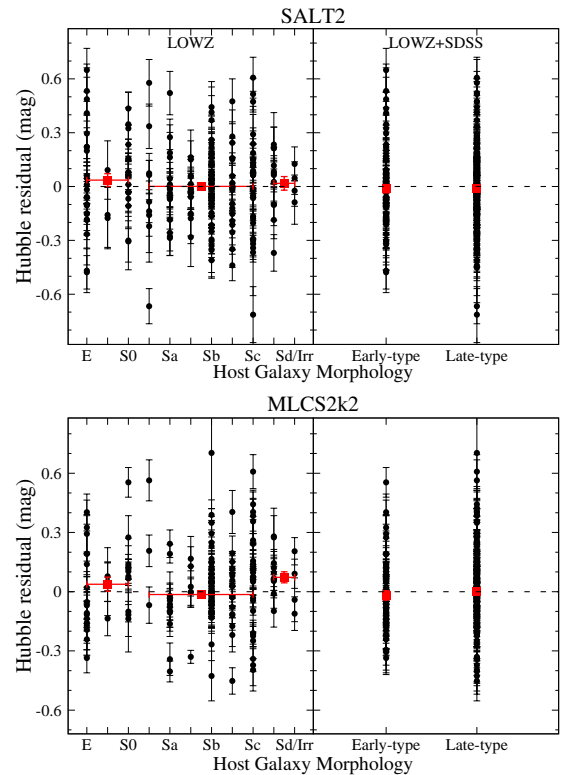 SALT2
LOWZ LOWZ+SDSS
Hubble residual (mag)
0.6
0.3
0
-0.3
-0.6
E S0 Sa Sb Sc Sd/Irr Early-type Late-type
Host Galaxy Morphology
MLCS2k2
Hubble residual (mag)
0.6
0.3
0
-0.3
-0.6
E S0 Sa Sb Sc Sd/Irr Early-type Late-type
Host Galaxy Morphology